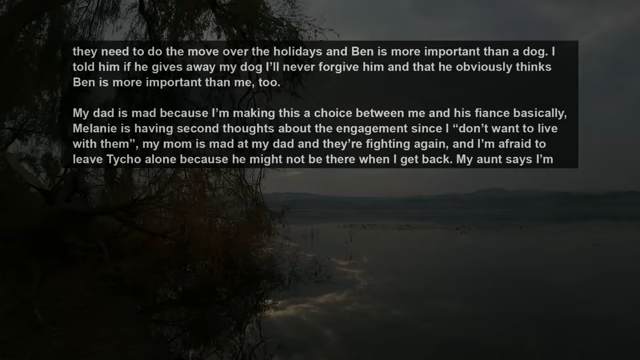 they need to do the move over the holidays and Ben is more important than a dog. I
told him if he gives away my dog I'll never forgive him and that he obviously thinks
Ben is more important than me, too.
My dad is mad because I'm making this a choice between me and his fiance basically,
Melanie is having second thoughts about the engagement since I “don't want to live
with them”, my mom is mad at my dad and they're fighting again, and I'm afraid to
leave Tycho alone because he might not be there when I get back. My aunt says I'm